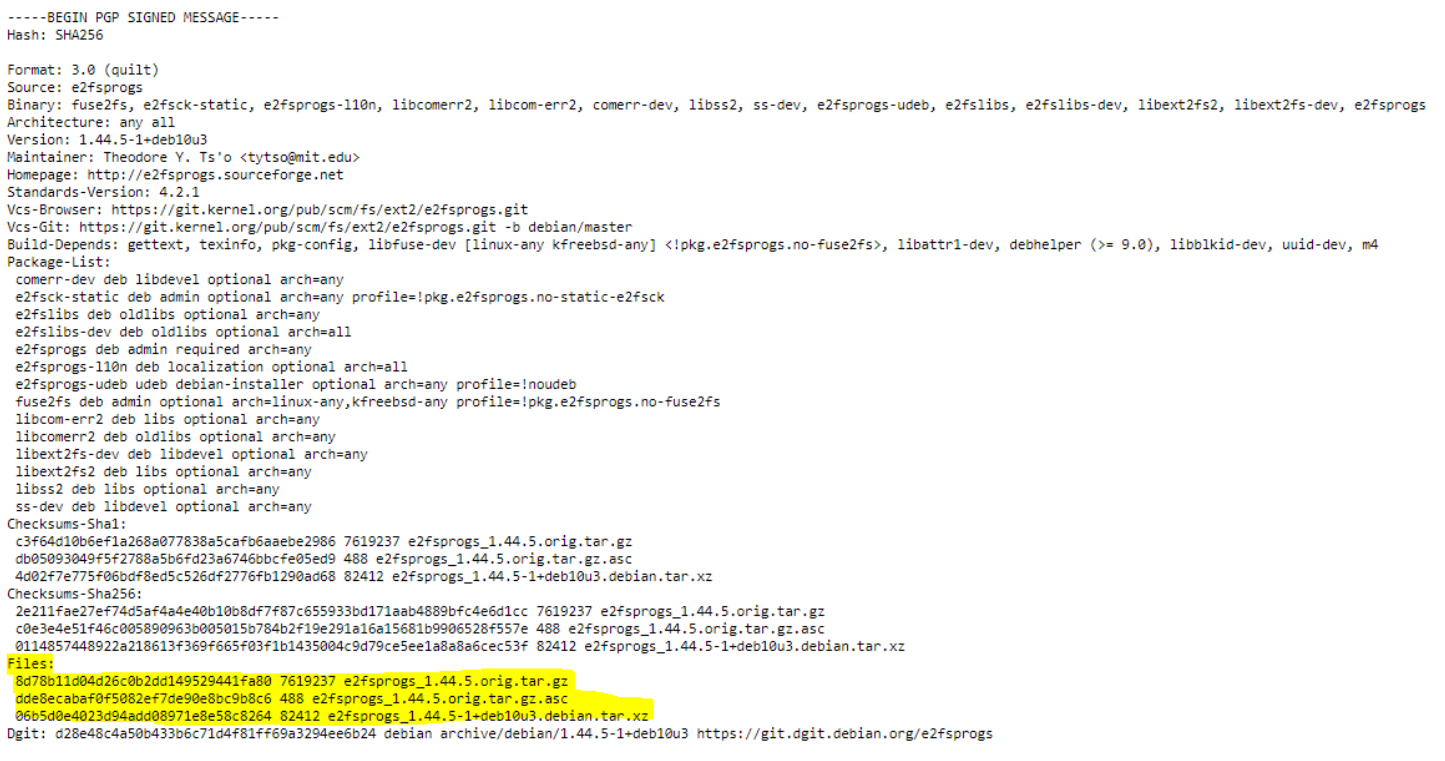 -----BEGIN PGP SIGNED MESSAGE-----
Hash: SHA256
Format: 3.0 (quilt)
Source: e2fsprogs
Binary: fuse2fs, e2fsck-static, e2fsprogs-l10n, libcomerr2, libcom-err2, comerr-dev, libss2, ss-dev, e2fsprogs-udeb, e2fslibs, e2fslibs-dev, libext2fs2, libext2fs-dev, e2fsprogs
Architecture: any all
Version: 1.44.5-1+deb10u3
Maintainer: Theodore Y. Ts'o <tytso@mit.edu>
Homepage: http://e2fsprogs.sourceforge.net
Standards-Version: 4.2.1
Vcs-Browser: https://git.kernel.org/pub/scm/fs/ext2/e2fsprogs.git
Vcs-Git: https://git.kernel.org/pub/scm/fs/ext2/e2fsprogs.git -b debian/master
Build-Depends: gettext, texinfo, pkg-config, libfuse-dev [linux-any kfreebsd-any] <!pkg.e2fsprogs.no-fuse2fs>, libattr1-dev, debhelper (>= 9.0), libblkid-dev, uuid-dev, m4
Package-List:
comerr-dev deb libdevel optional arch=any
e2fsck-static deb admin optional arch=any profile=!pkg.e2fsprogs.no-static-e2fsck
e2fslibs deb oldlibs optional arch=any
e2fslibs-dev deb oldlibs optional arch=all
e2fsprogs deb admin required arch=any
e2fsprogs-l10n deb localization optional arch=all
e2fsprogs-udeb udeb debian-installer optional arch=any profile=!noudeb
fuse2fs deb admin optional arch=linux-any,kfreebsd-any profile=!pkg.e2fsprogs.no-fuse2fs
libcom-err2 deb libs optional arch=any
libcomerr2 deb oldlibs optional arch=any
libext2fs-dev deb libdevel optional arch=any
libext2fs2 deb libs optional arch=any
libss2 deb libs optional arch=any
ss-dev deb libdevel optional arch=any
Checksums-Sha1:
c3f64d10b6ef1a268a077838a5cafb6aaebe2986 7619237 e2fsprogs_1.44.5.orig.tar.gz
db05093049f5f2788a5b6fd23a6746bbcfe05ed9 488 e2fsprogs_1.44.5.orig.tar.gz.asc
4d02f7e775f06bdf8ed5c526df2776fb1290ad68 82412 e2fsprogs_1.44.5-1+deb10u3.debian.tar.xz
Checksums-Sha256:
2e211fae27ef74d5af4a4e40b10b8df7f87c655933bd171aab4889bfc4e6d1cc 7619237 e2fsprogs_1.44.5.orig.tar.gz
c0e3e4e51f46c005890963b005015b784b2f19e291a16a15681b9906528f557e 488 e2fsprogs_1.44.5.orig.tar.gz.asc
0114857448922a218613f369f665f03f1b1435004c9d79ce5ee1a8a8a6cec53f 82412 e2fsprogs_1.44.5-1+deb10u3.debian.tar.xz
Files:
8d78b11d04d26c0b2dd149529441fa80 7619237 e2fsprogs_1.44.5.orig.tar.gz
dde8ecabaf0f5082ef7de90e8bc9b8c6 488 e2fsprogs_1.44.5.orig.tar.gz.asc
06b5d0e4023d94add08971e8e58c8264 82412 e2fsprogs_1.44.5-1+deb10u3.debian.tar.xz
Dgit: d28e48c4a50b433b6c71d4f81ff69a3294ee6b24 debian archive/debian/1.44.5-1+deb10u3 https://git.dgit.debian.org/e2fsprogs